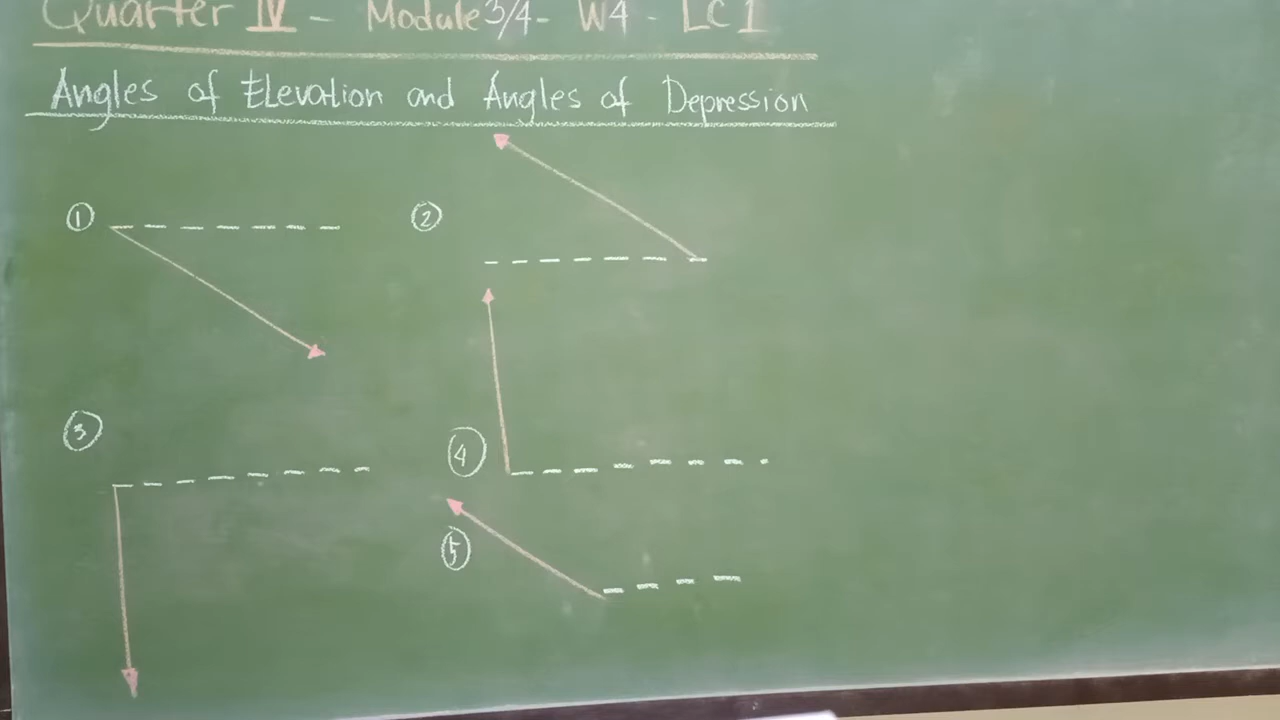 Quarter IV - Module 3/4 - W4 - LC 1
Angles of Elevation and Angles of Depression
1
2
3
4
5